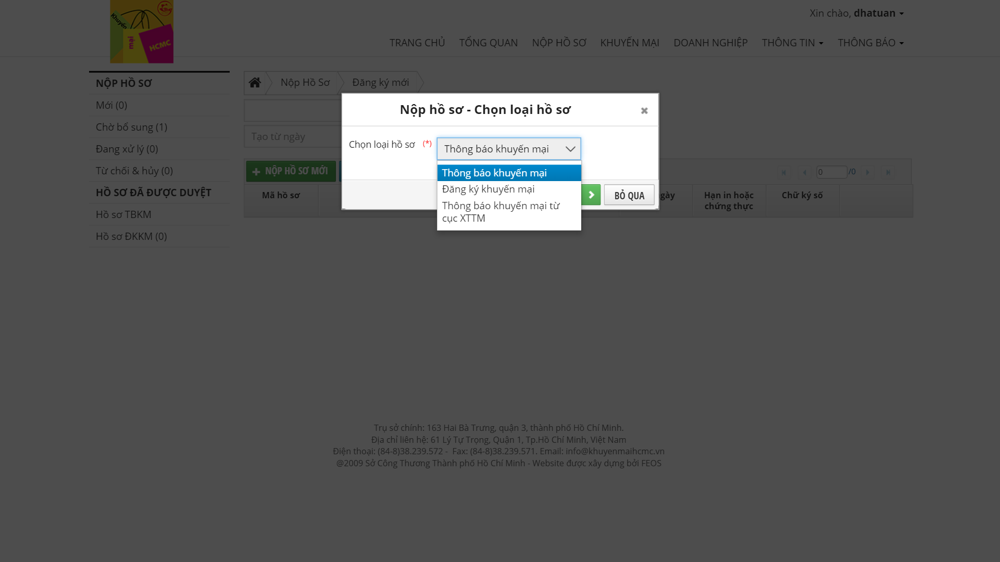 Khuyến
mại
HCMC
Xin chào, dhatuan
TRANG CHỦ
TỔNG QUAN
NỘP HỒ SƠ
KHUYẾN MẠI
DOANH NGHIỆP
THÔNG TIN
THÔNG BÁO
NỘP HỒ SƠ
Mới (0)
Chờ bổ sung (1)
Đang xử lý (0)
Từ chối & hủy (0)
HỒ SƠ ĐÃ ĐƯỢC DUYỆT
Hồ sơ TBKM
Hồ sơ ĐKKM (0)
Nộp Hồ Sơ
Đăng ký mới
Tạo từ ngày
NỘP HỒ SƠ MỚI
0 /0
Mã hồ sơ
gày
Hạn in hoặc
chứng thực
Chữ ký số
Nộp hồ sơ - Chọn loại hồ sơ
Chọn loại hồ sơ (*)
Thông báo khuyến mại
Thông báo khuyến mại
Đăng ký khuyến mại
Thông báo khuyến mại từ
cục XTTM
BỎ QUA
Trụ sở chính: 163 Hai Bà Trưng, quận 3, thành phố Hồ Chí Minh.
Địa chỉ liên hệ: 61 Lý Tự Trọng, Quận 1, Tp.Hồ Chí Minh, Việt Nam
Điện thoại: (84-8)38.239.572 - Fax: (84-8)38.239.571. Email: info@khuyenmaihcmc.vn
@2009 Sở Công Thương Thành phố Hồ Chí Minh - Website được xây dựng bởi FEOS